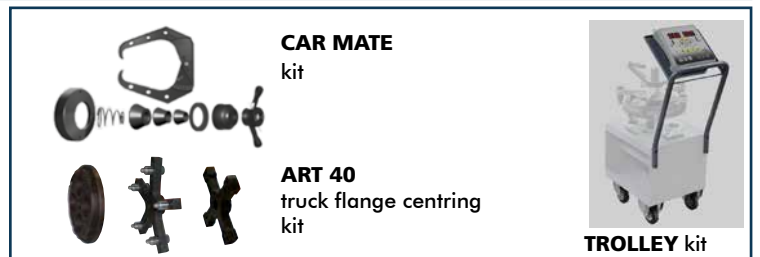 CAR MATE
kit
ART 40
truck flange centring
kit
TROLLEY kit